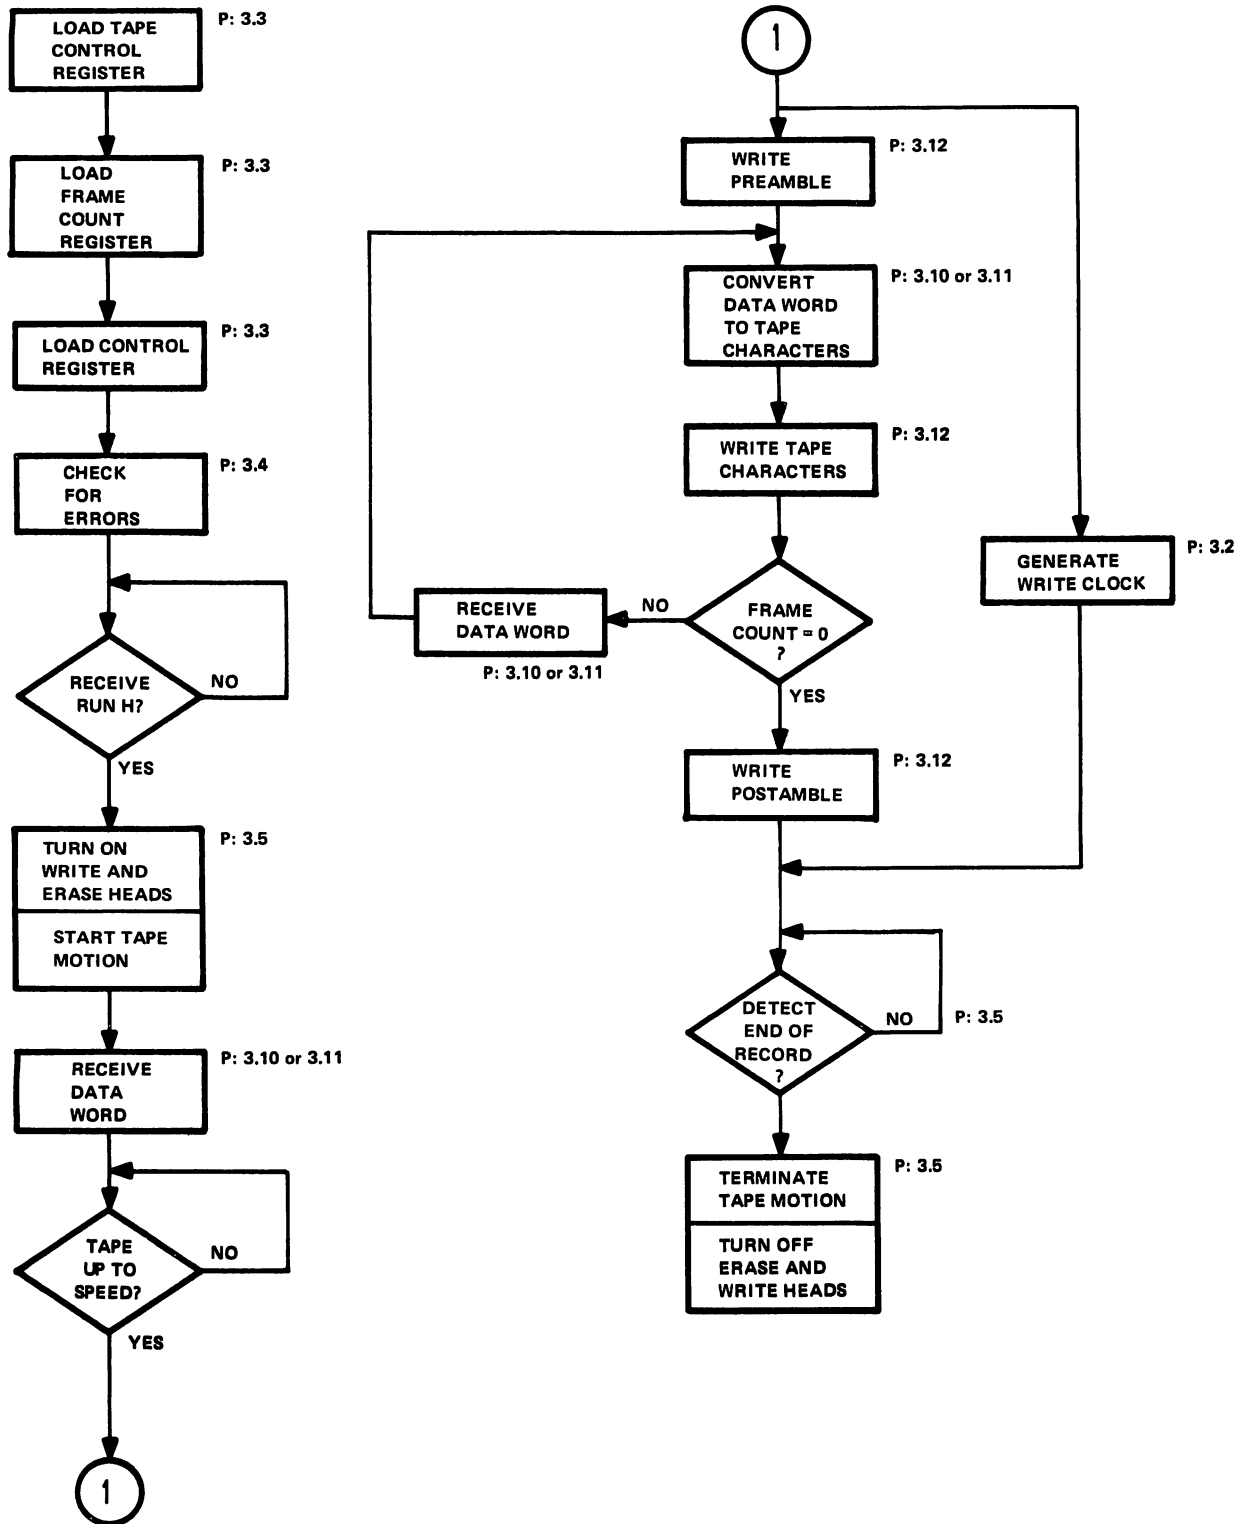 LOAD TAPE
CONTROL
REGISTER
P: 3.3
LOAD
FRAME
COUNT
REGISTER
P: 3.3
LOAD CONTROL
REGISTER
P: 3.3
CHECK
FOR
ERRORS
P: 3.4
RECEIVE
RUN H?
NO
YES
TURN ON
WRITE AND
ERASE HEADS
P: 3.5
START TAPE
MOTION
RECEIVE
DATA
WORD
P: 3.10 or 3.11
TAPE
UP TO
SPEED?
NO
YES
1
1
WRITE
PREAMBLE
P: 3.12
CONVERT
DATA WORD
TO TAPE
CHARACTERS
P: 3.10 or 3.11
WRITE TAPE
CHARACTERS
P: 3.12
FRAME
COUNT = 0
?
NO
RECEIVE
DATA WORD
P: 3.10 or 3.11
YES
GENERATE
WRITE CLOCK
P: 3.2
WRITE
POSTAMBLE
P: 3.12
DETECT
END OF
RECORD
?
NO
P: 3.5
TERMINATE
TAPE MOTION
P: 3.5
TURN OFF
ERASE AND
WRITE HEADS